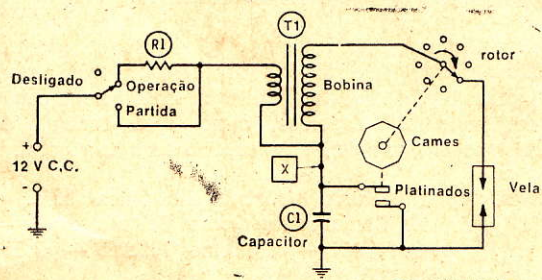 T1
R1
rotor
Desligado
Operação
Partida
Bobina
Cames
+
12 V C.C.
-
X
Platinados
Vela
C1
Capacitor